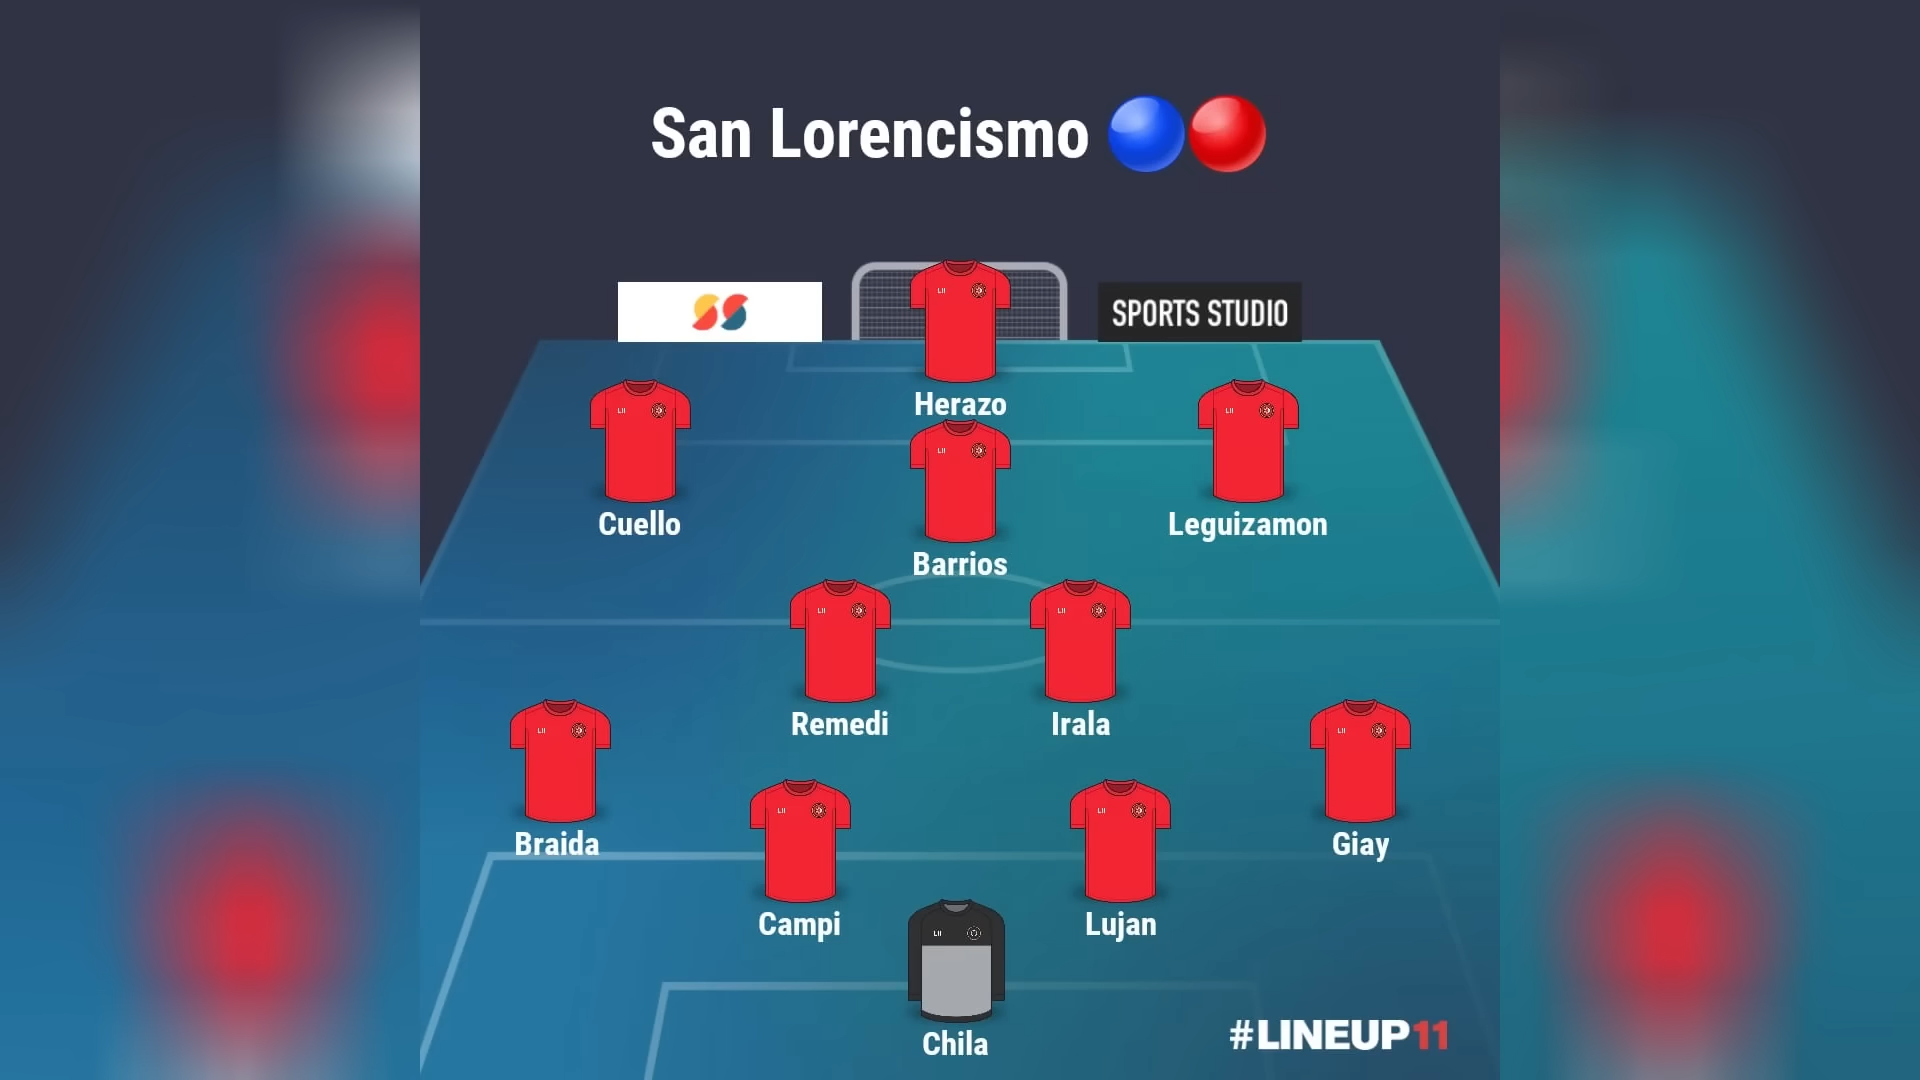 San Lorencismo
SPORTS STUDIO
Herazo
Cuello
Leguizamon
Barrios
Remedi
Irala
Braida
Giay
Campi
Lujan
Chila
#LINEUP11